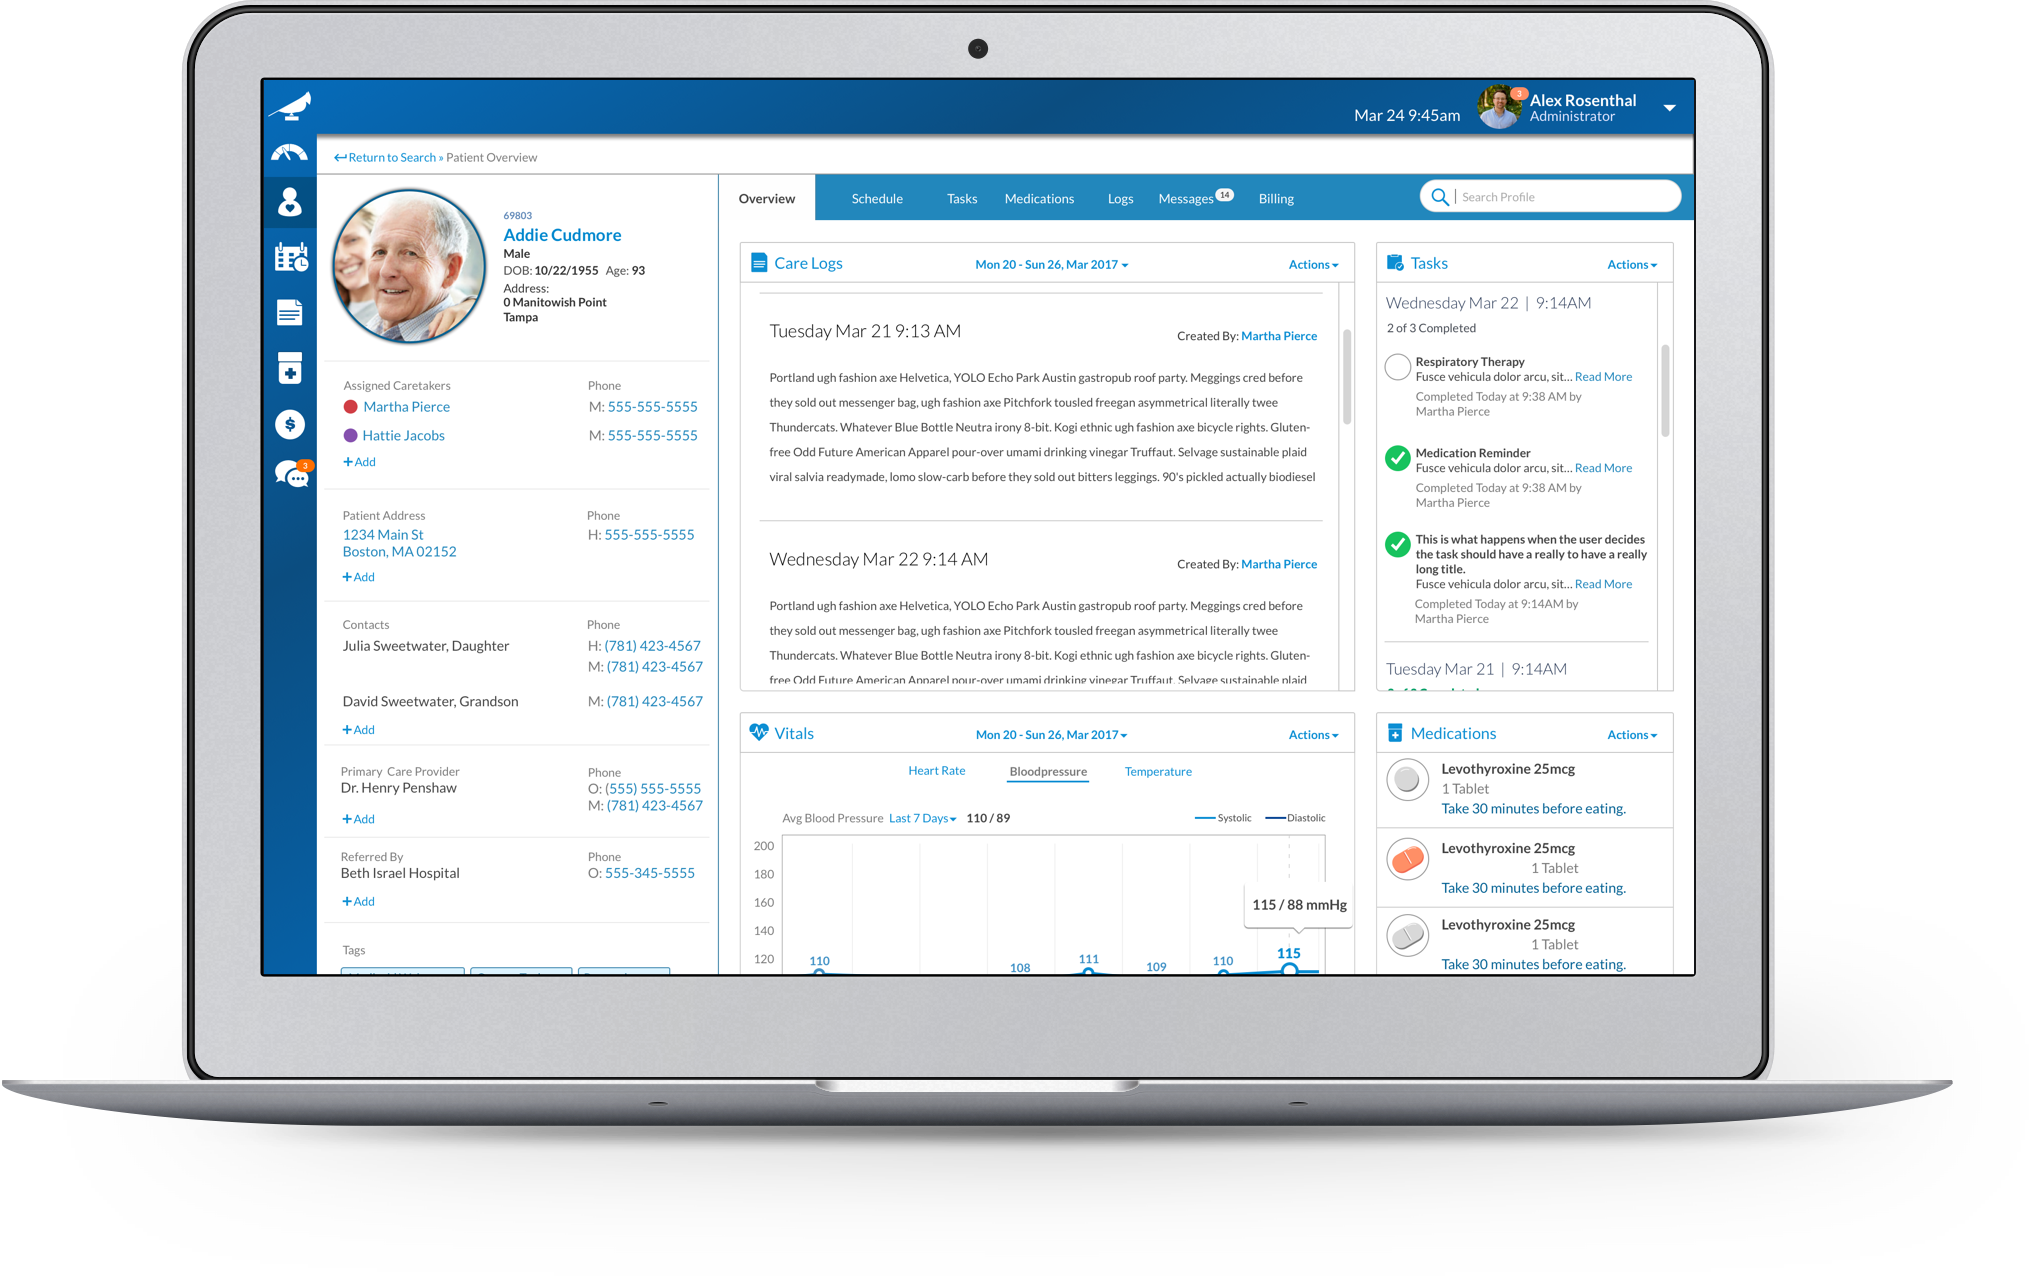 Mar 24 9:45am
3
Alex Rosenthal
Administrator
Return to Search » Patient Overview
69803
Addie Cudmore
Male
DOB: 10/22/1955 Age: 93
Address:
0 Manitowish Point
Tampa
Assigned Caretakers Phone
Martha Pierce M: 555-555-5555
Hattie Jacobs M: 555-555-5555
+Add
3
Patient Address Phone
1234 Main St H: 555-555-5555
Boston, MA 02152
+Add
Contacts Phone
Julia Sweetwater, Daughter H: (781) 423-4567
M: (781) 423-4567
David Sweetwater, Grandson M: (781) 423-4567
+Add
Primary Care Provider Phone
Dr. Henry Penshaw O: (555) 555-5555
M: (781) 423-4567
+Add
Referred By Phone
Beth Israel Hospital O: 555-345-5555
+Add
Tags
Overview Schedule Tasks Medications Logs Messages 14 Billing
Search Profile
Care Logs Mon 20 - Sun 26, Mar 2017 Actions
Tuesday Mar 21 9:13 AM Created By: Martha Pierce
Portland ugh fashion axe Helvetica, YOLO Echo Park Austin gastropub roof party. Meggings cred before
they sold out messenger bag, ugh fashion axe Pitchfork tousled freegan asymmetrical literally twee
Thundercats. Whatever Blue Bottle Neutra irony 8-bit. Kogi ethnic ugh fashion axe bicycle rights. Gluten-
free Odd Future American Apparel pour-over umami drinking vinegar Truffaut. Selvage sustainable plaid
viral salvia readymade, lomo slow-carb before they sold out bitters leggings. 90's pickled actually biodiesel
Wednesday Mar 22 9:14 AM Created By: Martha Pierce
Portland ugh fashion axe Helvetica, YOLO Echo Park Austin gastropub roof party. Meggings cred before
they sold out messenger bag, ugh fashion axe Pitchfork tousled freegan asymmetrical literally twee
Thundercats. Whatever Blue Bottle Neutra irony 8-bit. Kogi ethnic ugh fashion axe bicycle rights. Gluten-
free Odd Future American Apparel pour-over umami drinking vinegar Truffaut. Selvage sustainable plaid
Tasks Actions
Wednesday Mar 22 | 9:14AM
2 of 3 Completed
Respiratory Therapy
Fusce vehicula dolor arcu, sit... Read More
Completed Today at 9:38 AM by
Martha Pierce
Medication Reminder
Fusce vehicula dolor arcu, sit... Read More
Completed Today at 9:38 AM by
Martha Pierce
This is what happens when the user decides
the task should have a really to have a really
long title.
Fusce vehicula dolor arcu, sit... Read More
Completed Today at 9:14AM by
Martha Pierce
Tuesday Mar 21 | 9:14AM
Vitals Mon 20 - Sun 26, Mar 2017 Actions
Heart Rate Bloodpressure Temperature
Avg Blood Pressure Last 7 Days 110 / 89 Systolic Diastolic
200
180
160
140
120
115 / 88 mmHg
110 108 111 109 110 115
Medications Actions
Levothyroxine 25mcg
1 Tablet
Take 30 minutes before eating.
Levothyroxine 25mcg
1 Tablet
Take 30 minutes before eating.
Levothyroxine 25mcg
1 Tablet
Take 30 minutes before eating.